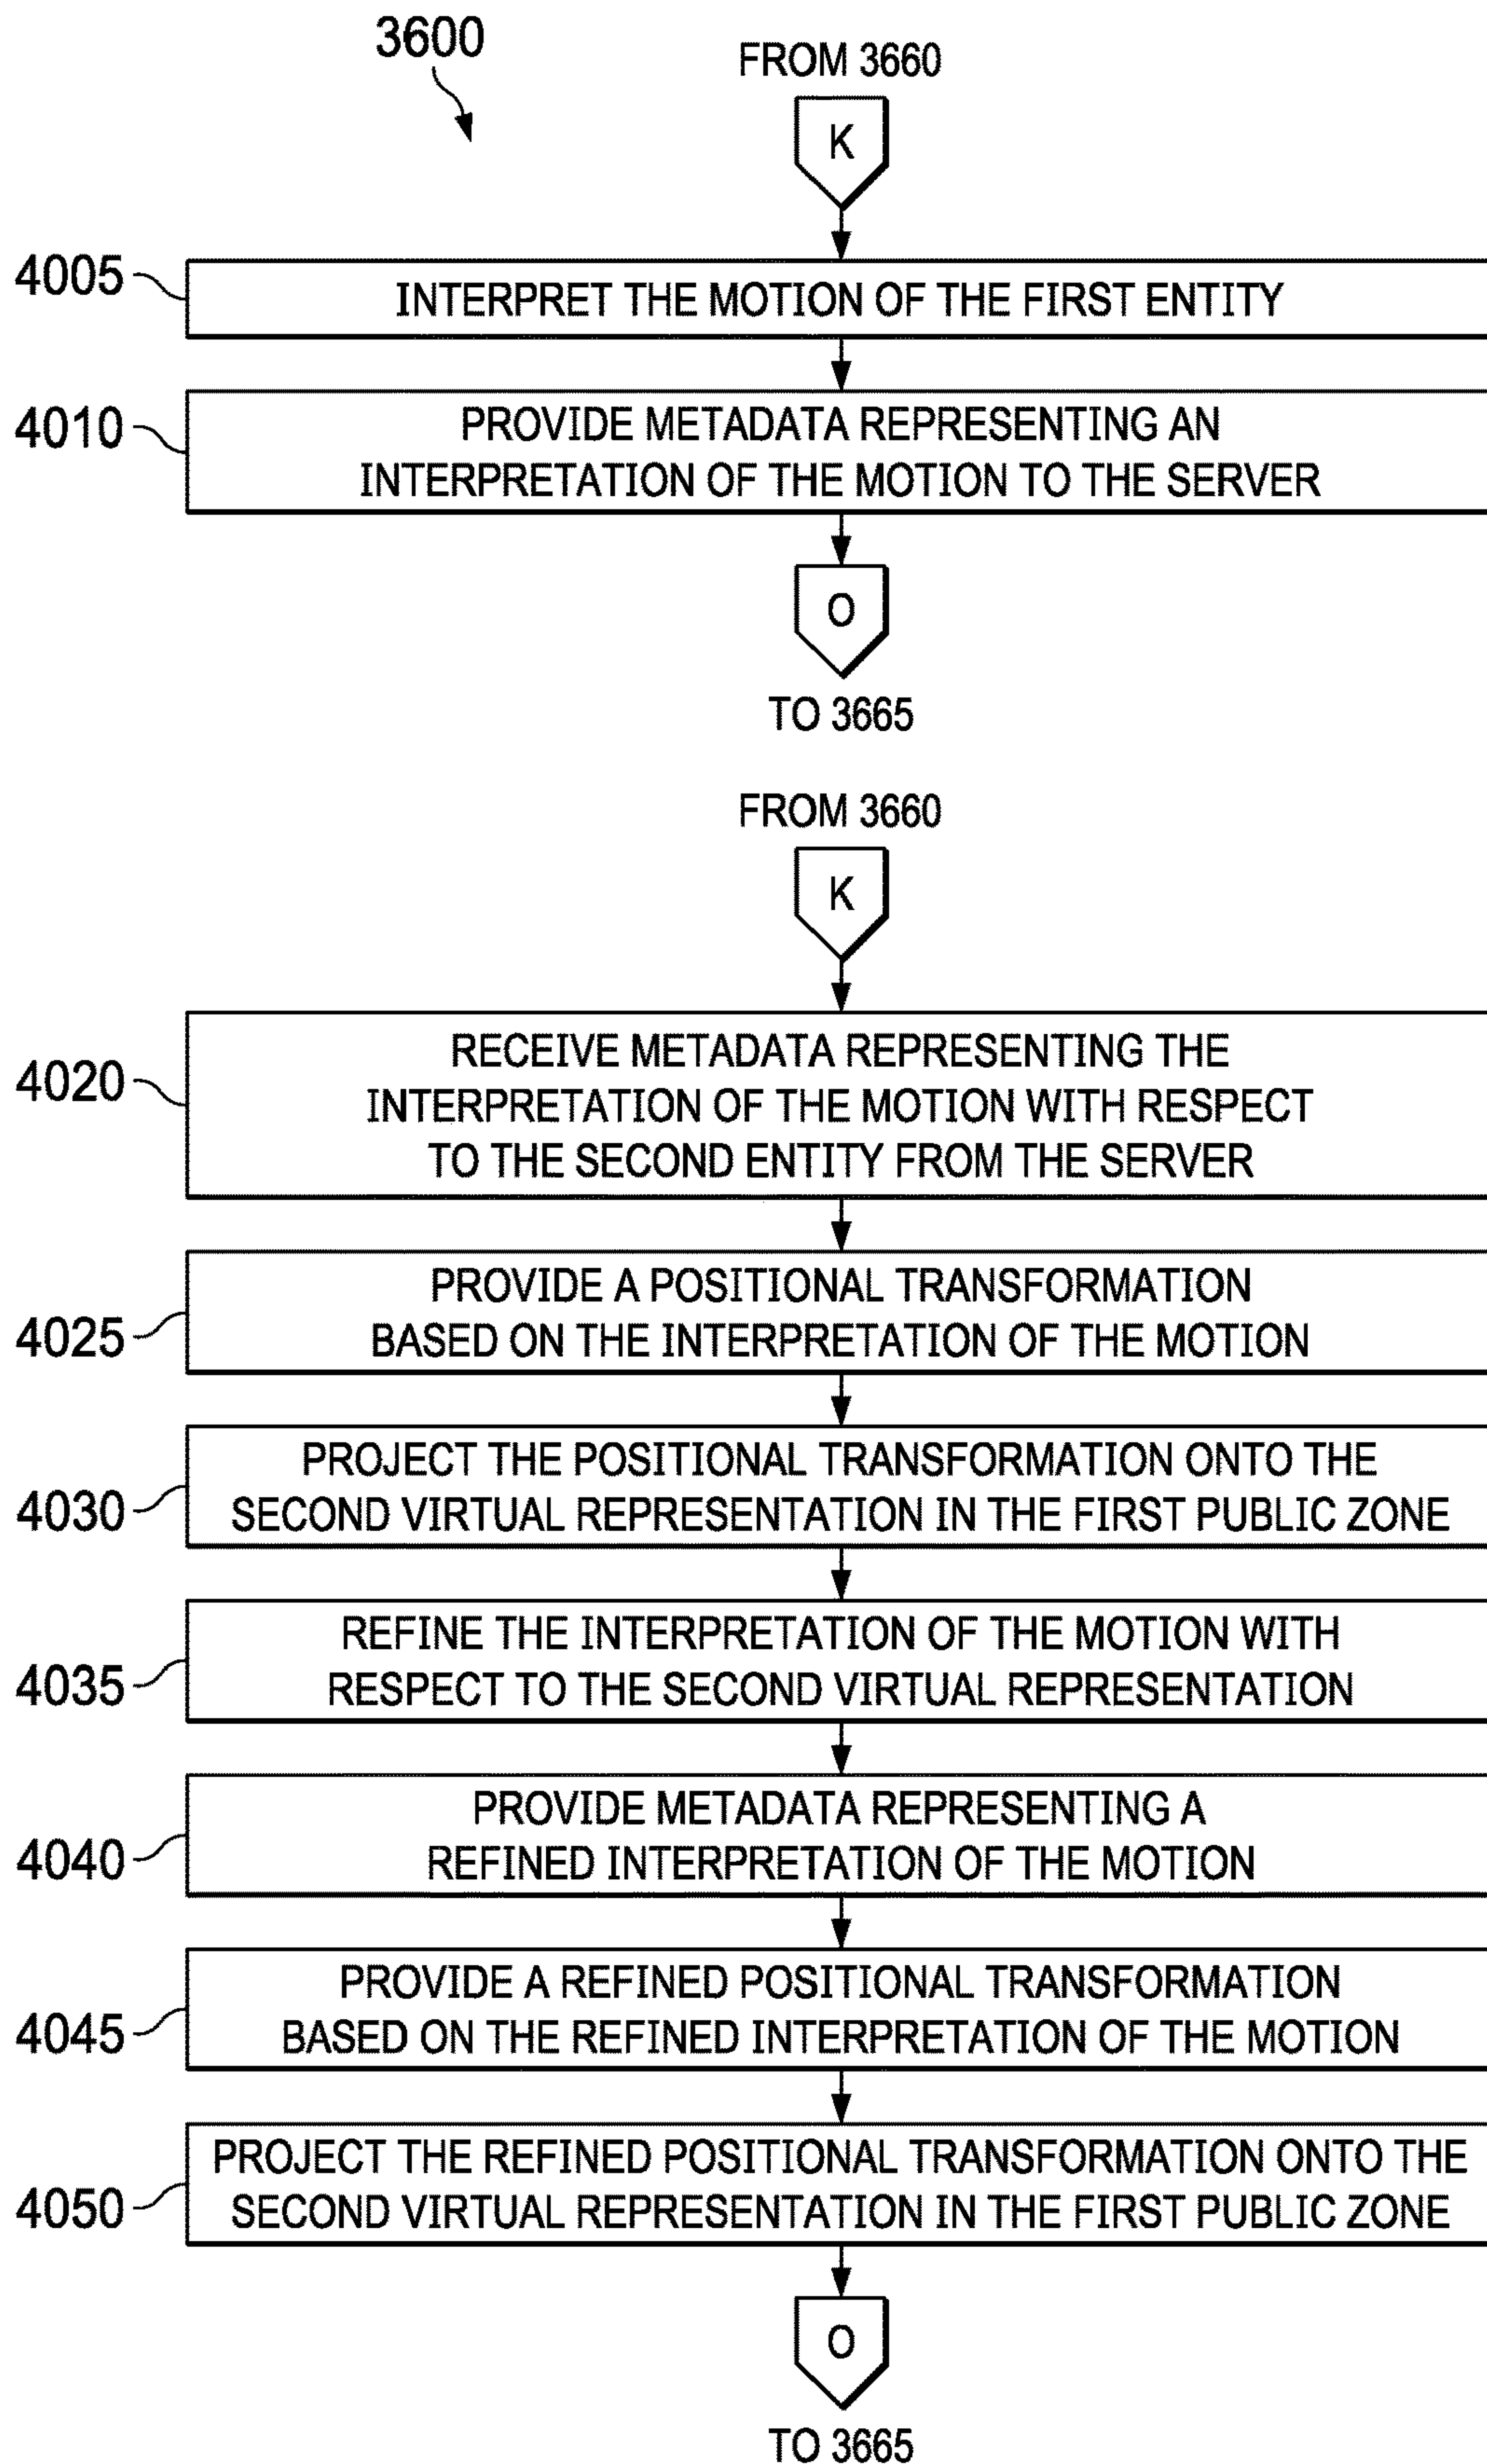 3600
FROM 3660
K
4005
INTERPRET THE MOTION OF THE FIRST ENTITY
4010
PROVIDE METADATA REPRESENTING AN
INTERPRETATION OF THE MOTION TO THE SERVER
O
TO 3665
FROM 3660
K
4020
RECEIVE METADATA REPRESENTING THE
INTERPRETATION OF THE MOTION WITH RESPECT
TO THE SECOND ENTITY FROM THE SERVER
4025
PROVIDE A POSITIONAL TRANSFORMATION
BASED ON THE INTERPRETATION OF THE MOTION
4030
PROJECT THE POSITIONAL TRANSFORMATION ONTO THE
SECOND VIRTUAL REPRESENTATION IN THE FIRST PUBLIC ZONE
4035
REFINE THE INTERPRETATION OF THE MOTION WITH
RESPECT TO THE SECOND VIRTUAL REPRESENTATION
4040
PROVIDE METADATA REPRESENTING A
REFINED INTERPRETATION OF THE MOTION
4045
PROVIDE A REFINED POSITIONAL TRANSFORMATION
BASED ON THE REFINED INTERPRETATION OF THE MOTION
4050
PROJECT THE REFINED POSITIONAL TRANSFORMATION ONTO THE
SECOND VIRTUAL REPRESENTATION IN THE FIRST PUBLIC ZONE
O
TO 3665